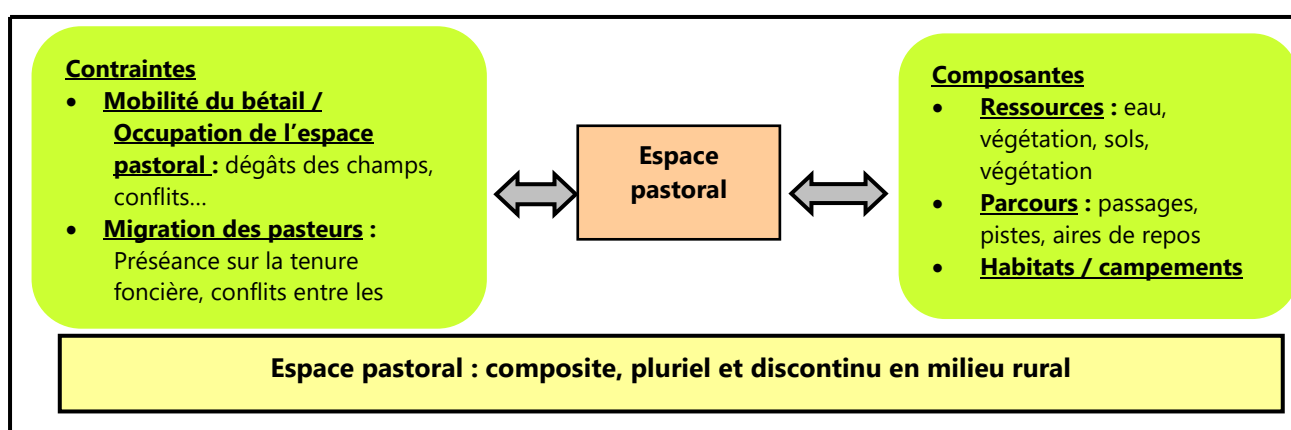 Contraintes
• Mobilité du bétail /
Occupation de l'espace
pastoral : dégâts des champs,
conflits…
• Migration des pasteurs :
Préséance sur la tenure
foncière, conflits entre les
Espace
pastoral
Composantes
• Ressources : eau,
végétation, sols,
végétation
• Parcours : passages,
pistes, aires de repos
• Habitats / campements
Espace pastoral : composite, pluriel et discontinu en milieu rural